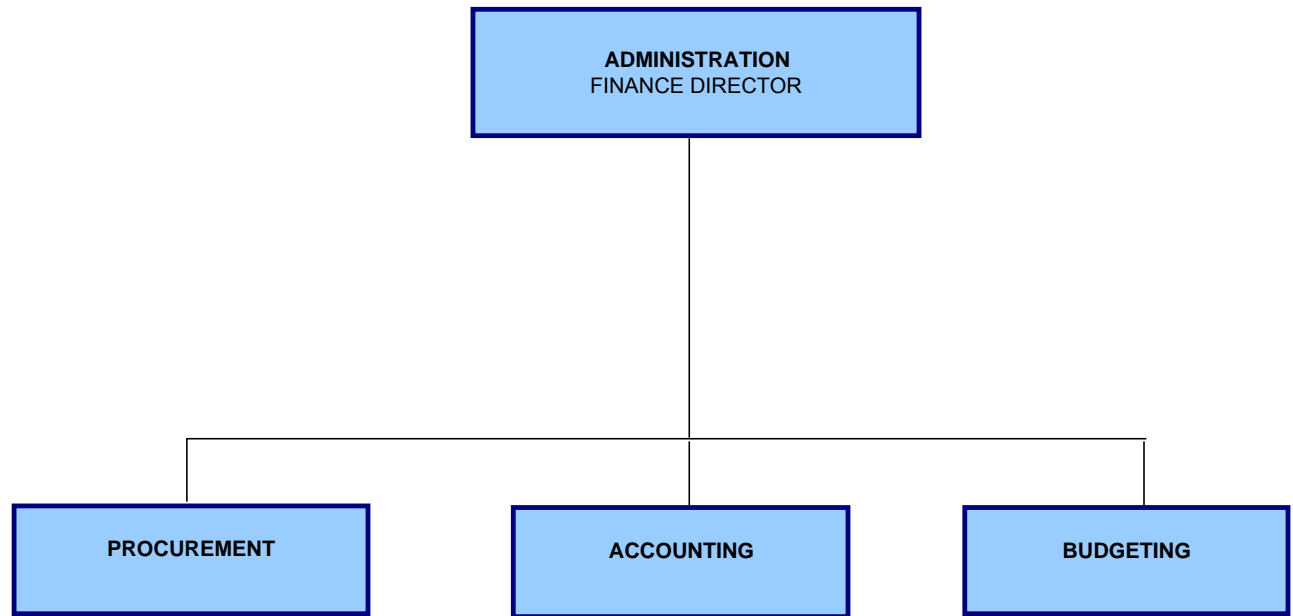 ADMINISTRATION
FINANCE DIRECTOR
PROCUREMENT
ACCOUNTING
BUDGETING